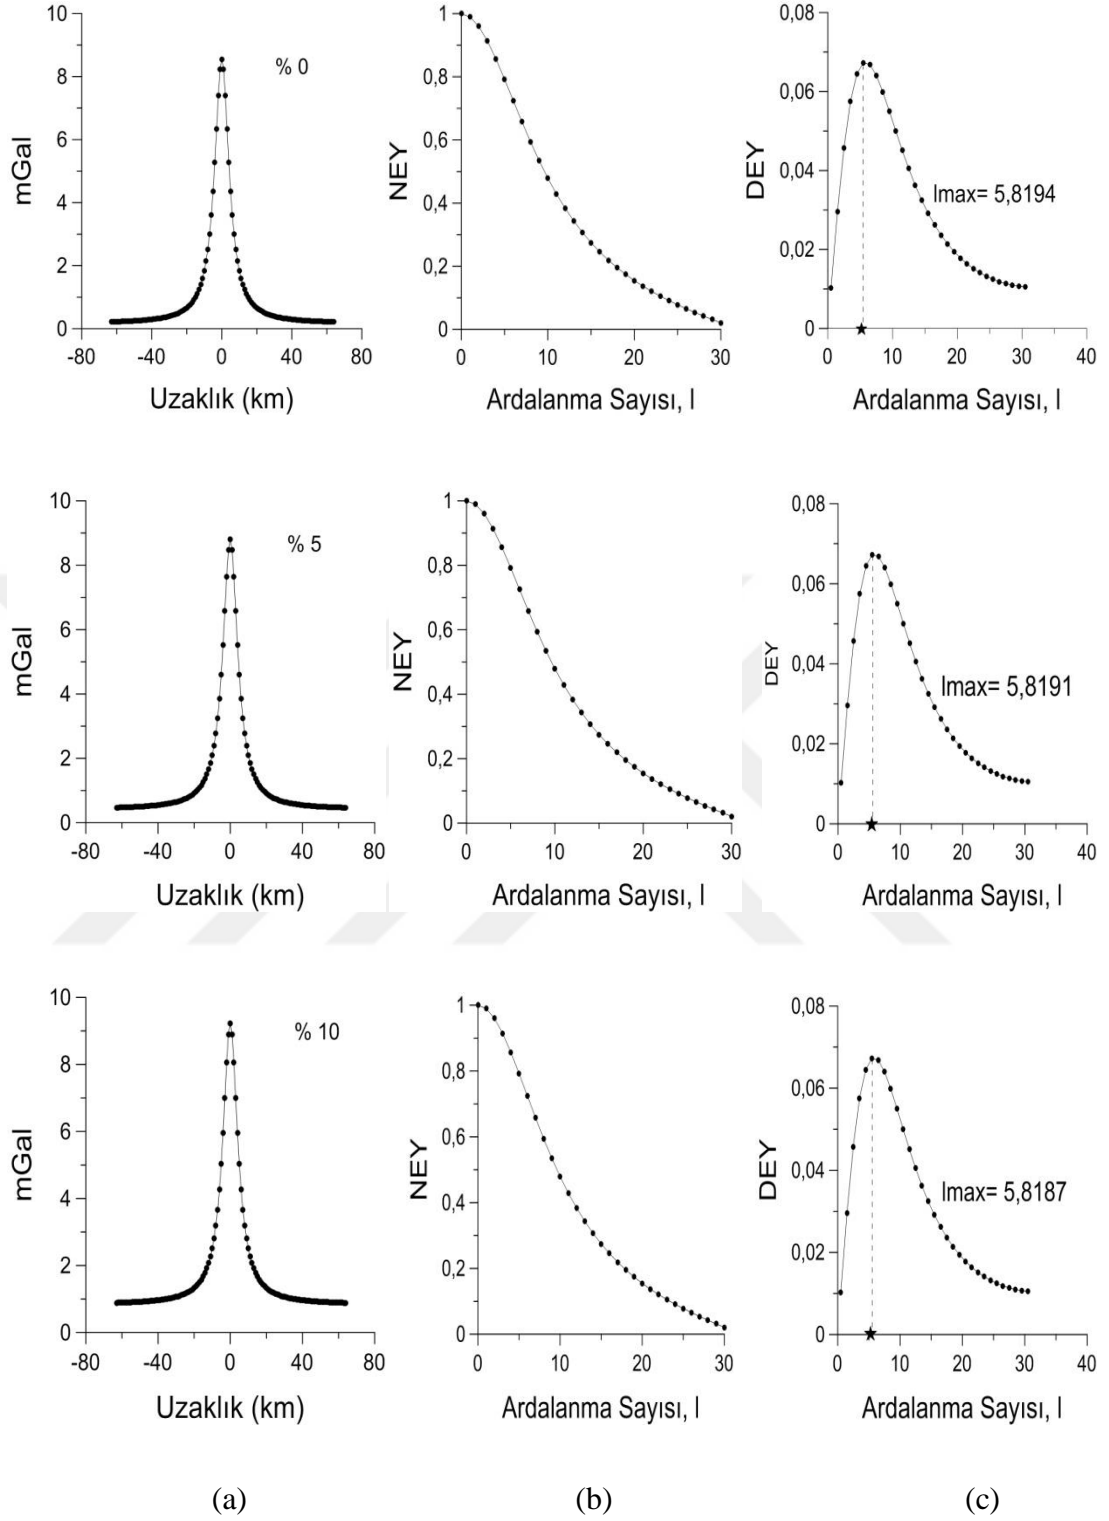 10
8
6
4
2
0
mGal
% 0
-80 -40 0 40 80
Uzaklık (km)
1
0,8
0,6
0,4
0,2
0
NEY
0 10 20 30
Ardalanma Sayısı, l
0,08
0,06
0,04
0,02
0
DEY
lmax= 5,8194
0 10 20 30 40
Ardalanma Sayısı, l
10
8
6
4
2
0
mGal
% 5
-80 -40 0 40 80
Uzaklık (km)
1
0,8
0,6
0,4
0,2
0
NEY
0 10 20 30
Ardalanma Sayısı, l
0,08
0,06
0,04
0,02
0
DEY
lmax= 5,8191
0 10 20 30 40
Ardalanma Sayısı, l
10
8
6
4
2
0
mGal
% 10
-80 -40 0 40 80
Uzaklık (km)
1
0,8
0,6
0,4
0,2
0
NEY
0 10 20 30
Ardalanma Sayısı, l
0,08
0,06
0,04
0,02
0
DEY
lmax= 5,8187
0 10 20 30 40
Ardalanma Sayısı, l
(a) (b) (c)